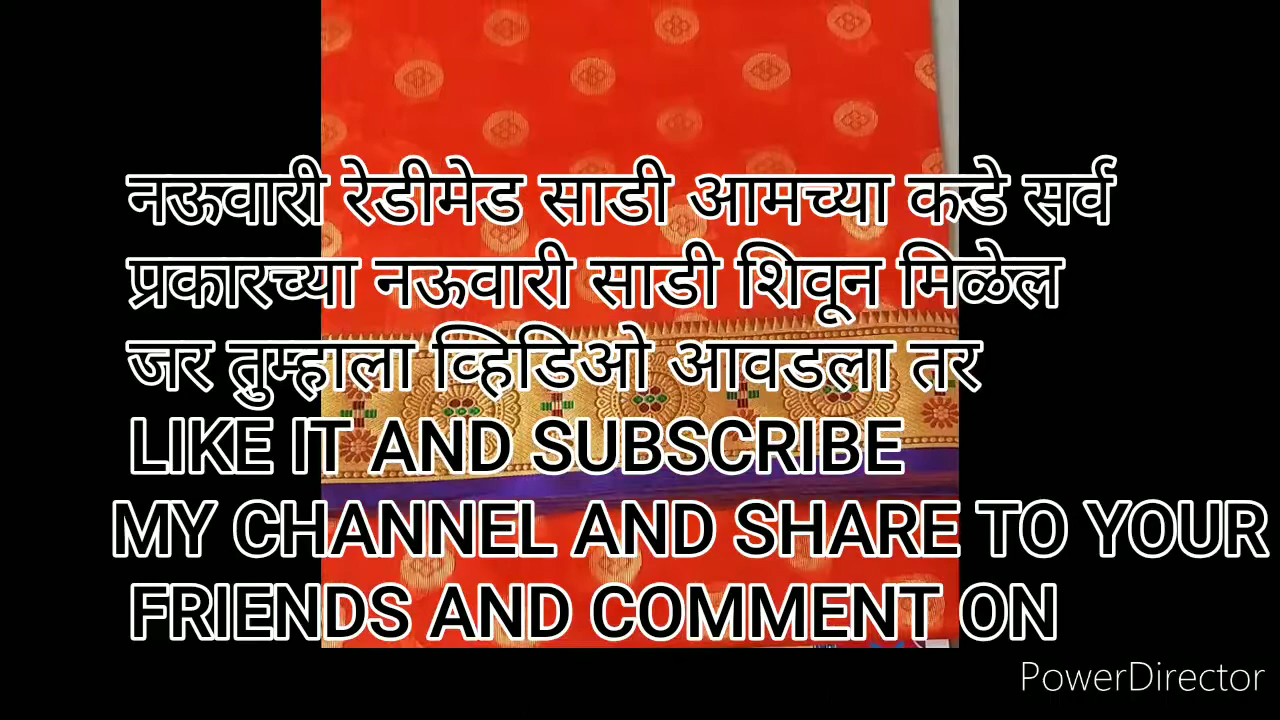 नऊवारी रेडीमेड साडी आमच्या कडे सर्व
प्रकारच्या नऊवारी साडी शिवून मिळेल
जर तुम्हाला व्हिडिओ आवडला तर
LIKE IT AND SUBSCRIBE
MY CHANNEL AND SHARE TO YOUR
FRIENDS AND COMMENT ON
PowerDirector